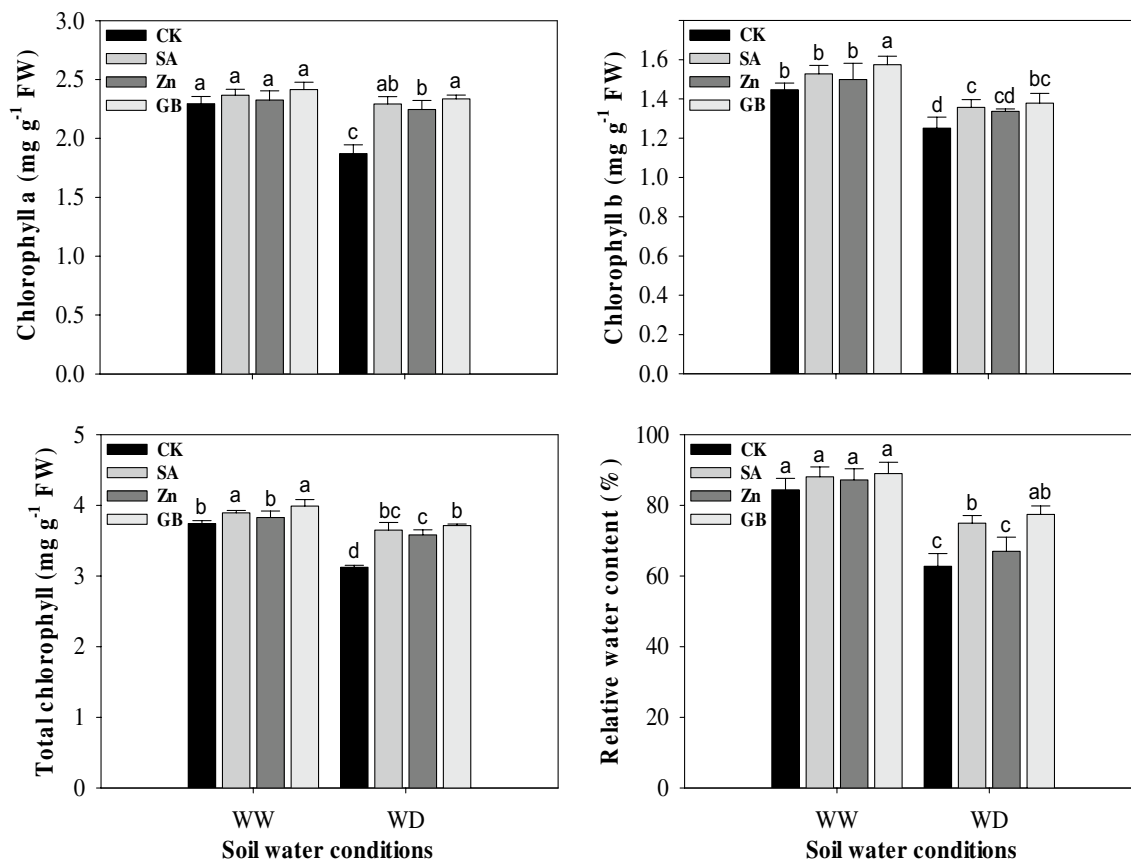 Chlorophyll a (mg g-1 FW)
3.0
2.5
2.0
1.5
1.0
0.5
0.0
CK
SA
Zn
GB
a a a a
c ab b a
Chlorophyll b (mg g-1 FW)
1.6
1.4
1.2
1.0
0.8
0.6
0.4
0.2
0.0
CK
SA
Zn
GB
b b b a
d c cd bc
Total chlorophyll (mg g-1 FW)
5
4
3
2
1
0
CK
SA
Zn
GB
b a b a
d bc c b
WW WD
Soil water conditions
Relative water content (%)
100
80
60
40
20
0
CK
SA
Zn
GB
a a a a
c b c ab
WW WD
Soil water conditions